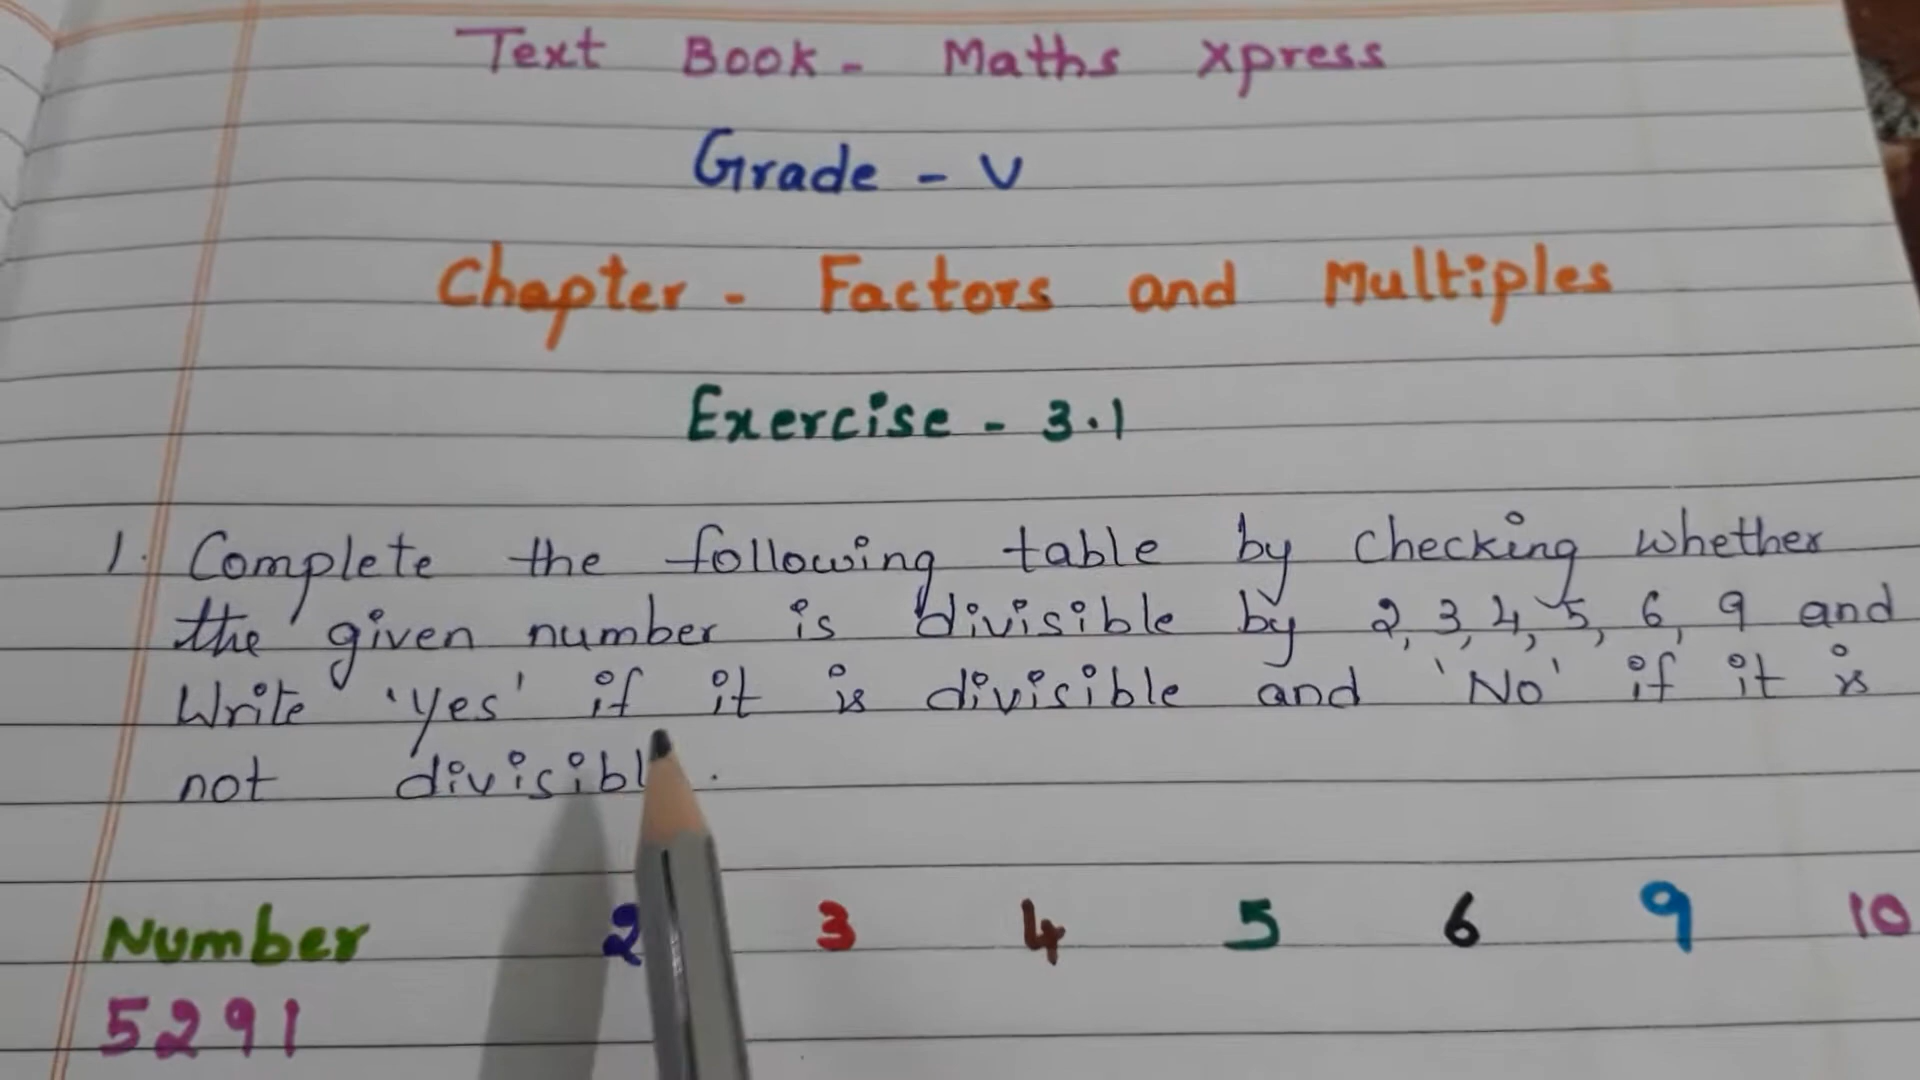 Text Book - Maths xpress
Grade - V
Chapter - Factors and Multiples
Exercise - 3.1
1. Complete the following table by checking whether
the given number is divisible by 2, 3, 4, 5, 6, 9 and
Write 'yes' if it is divisible and 'No' if it is
not divisibl .
Number 2 3 4 5 6 9 10
5291